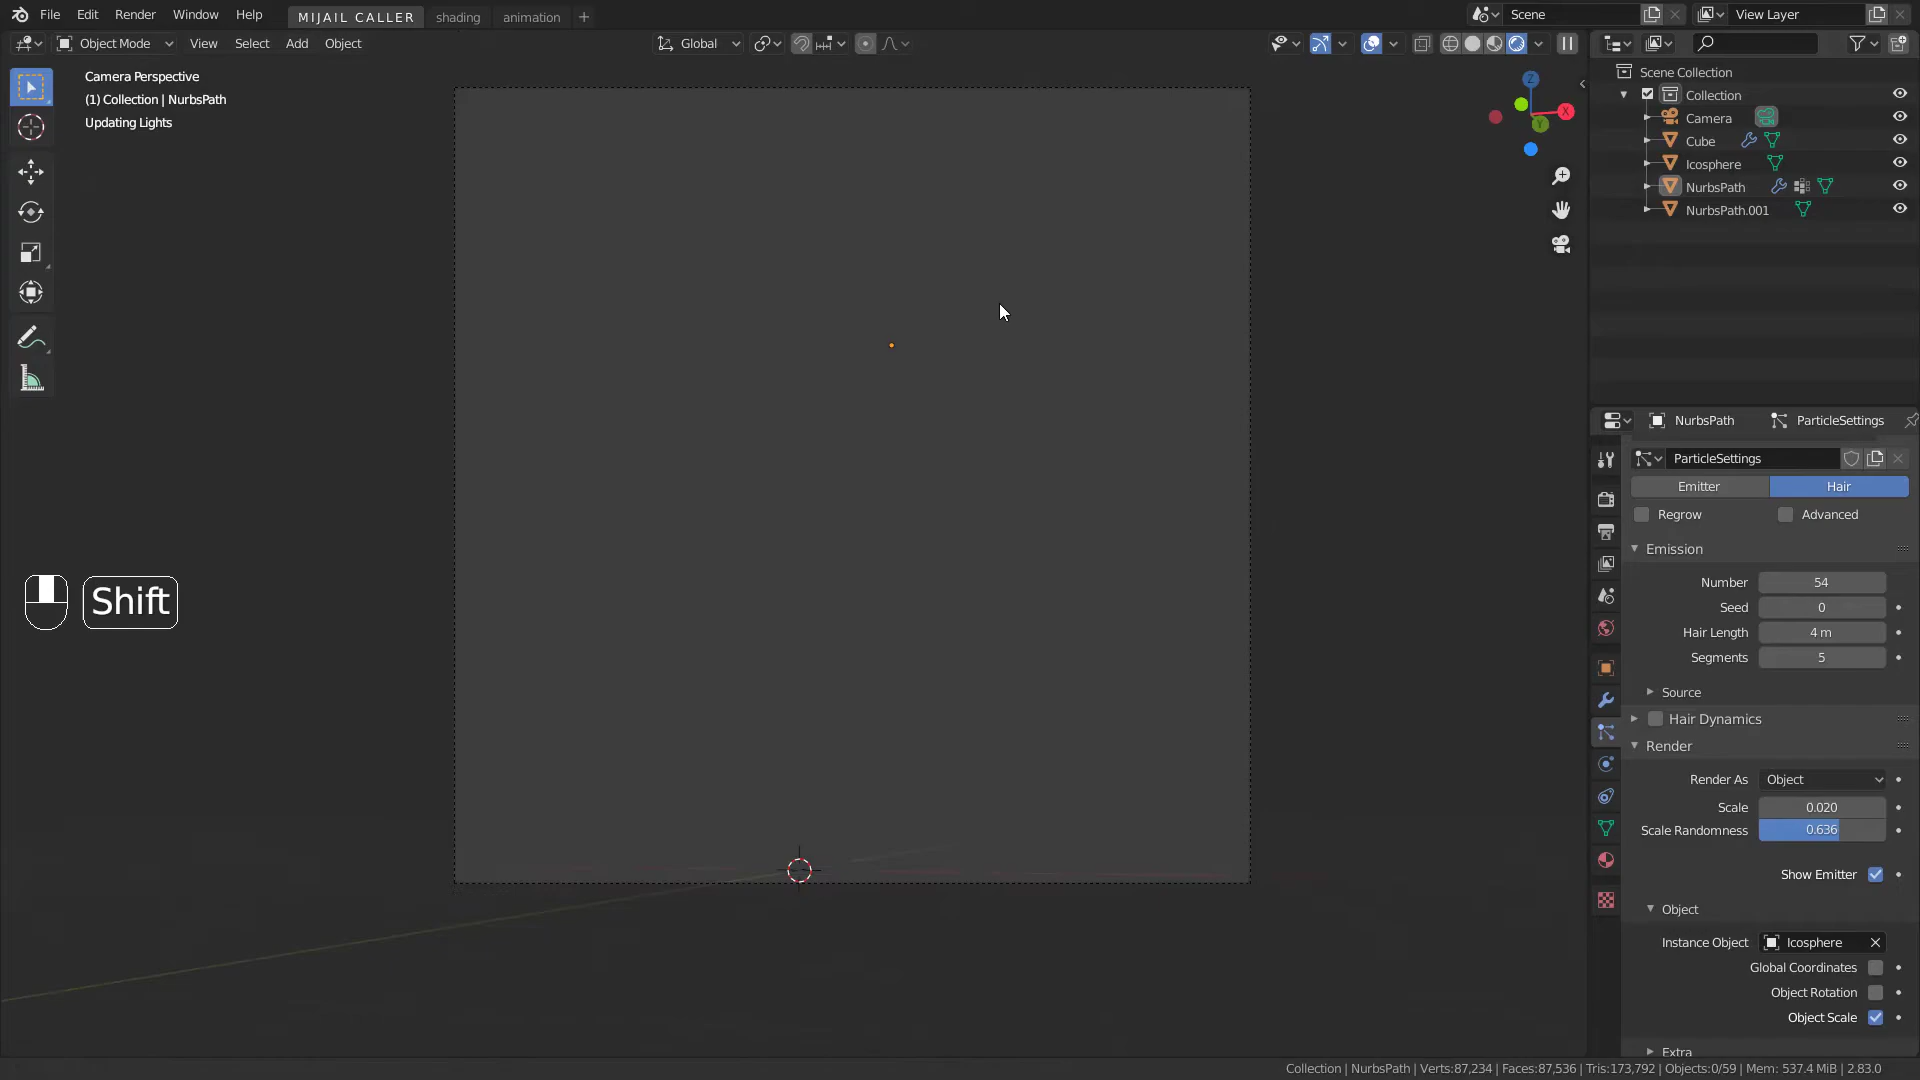 File Edit Render Window Help MIJAIL CALLER shading animation + Scene View Layer
Object Mode View Select Add Object Global
Camera Perspective
(1) Collection | NurbsPath
Updating Lights
Z
X
Y
Shift
Scene Collection
Collection
Camera
Cube
Icosphere
NurbsPath
NurbsPath.001
NurbsPath ParticleSettings
ParticleSettings
Emitter Hair
Regrow Advanced
Emission
Number 54
Seed 0
Hair Length 4 m
Segments 5
Source
Hair Dynamics
Render
Render As Object
Scale 0.020
Scale Randomness 0.636
Show Emitter
Object
Instance Object Icosphere
Global Coordinates
Object Rotation
Object Scale
Extra
Collection | NurbsPath | Verts:87,234 | Faces:87,536 | Tris:173,792 | Objects:0/59 | Mem: 537.4 MiB | 2.83.0